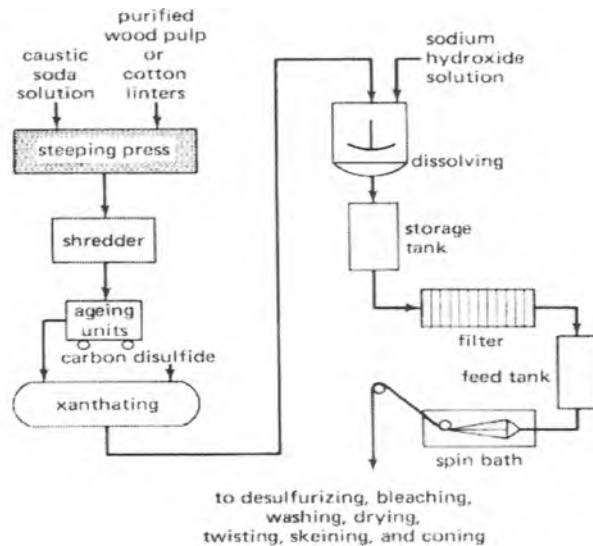 caustic
soda
solution
purified
wood pulp
or
cotton
linters
steeping press
shredder
ageing
units
carbon disulfide
xanthating
sodium
hydroxide
solution
dissolving
storage
tank
filter
feed tank
spin bath
to desulfurizing, bleaching,
washing, drying,
twisting, skeining, and coning